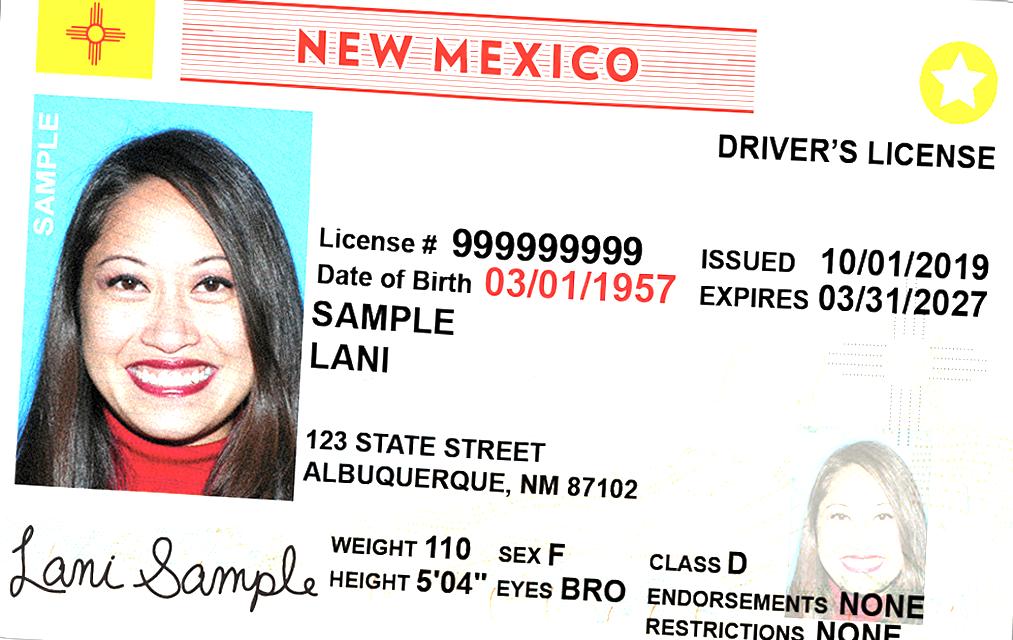 NEW MEXICO
DRIVER'S LICENSE
SAMPLE
License # 999999999
Date of Birth 03/01/1957
ISSUED 10/01/2019
EXPIRES 03/31/2027
SAMPLE
LANI
123 STATE STREET
ALBUQUERQUE, NM 87102
WEIGHT 110 SEX F
HEIGHT 5'04" EYES BRO
CLASS D
ENDORSEMENTS NONE
RESTRICTIONS NONE
Lani Sample